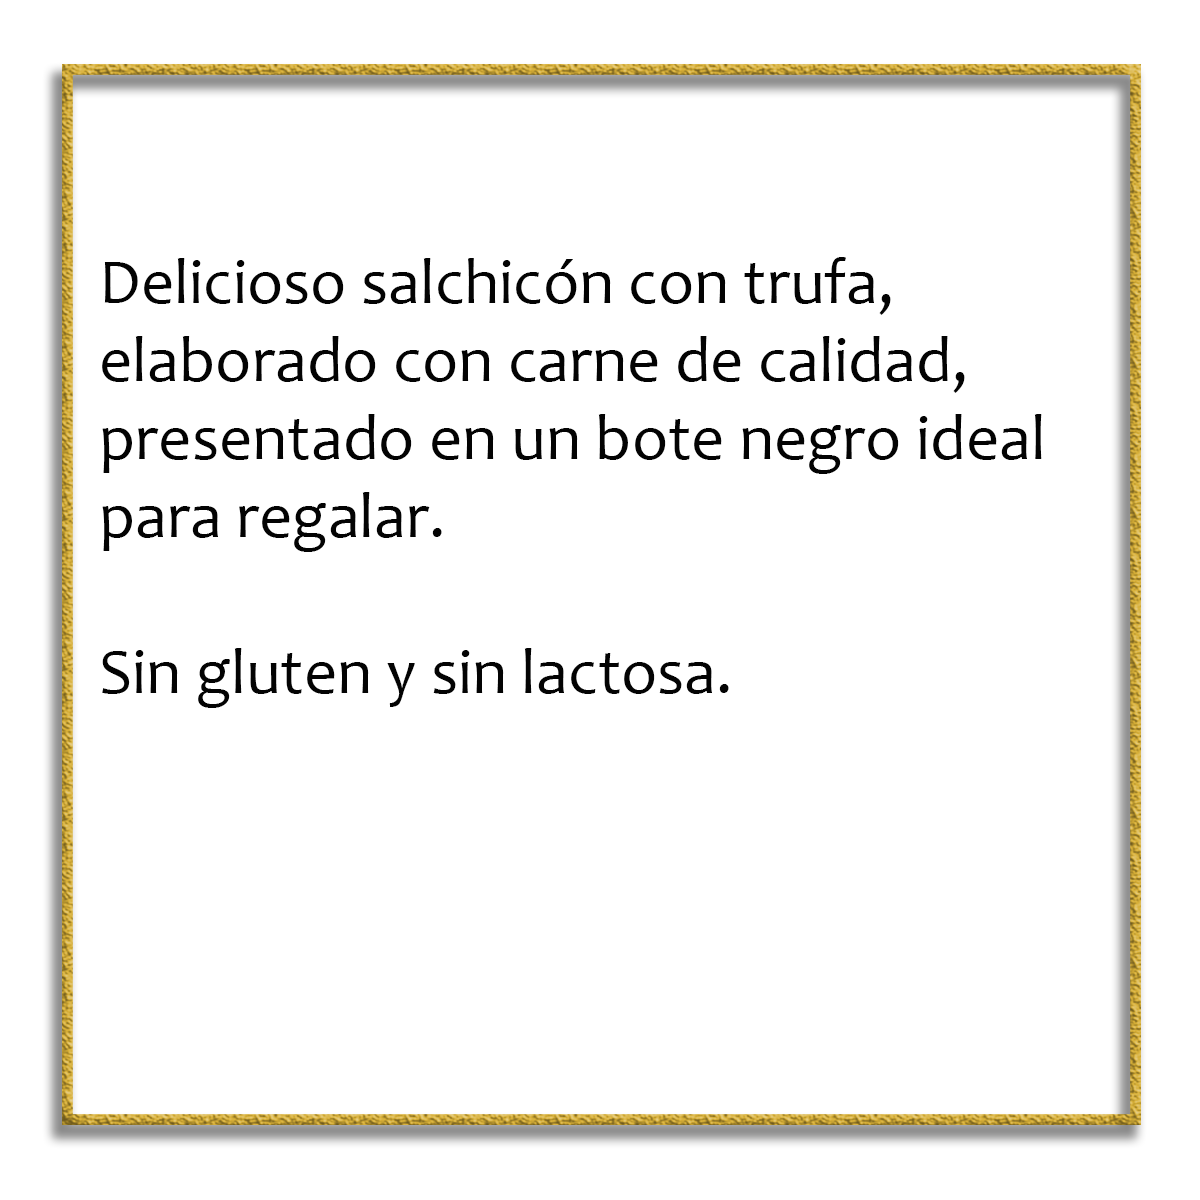 Delicioso salchicón con trufa,
elaborado con carne de calidad,
presentado en un bote negro ideal
para regalar.
Sin gluten y sin lactosa.